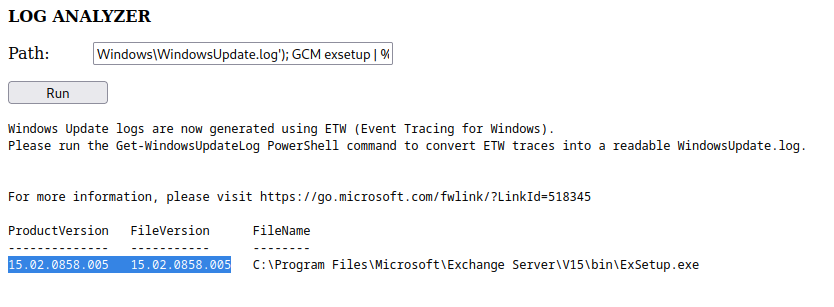 LOG ANALYZER
Path: Windows\WindowsUpdate.log'); GCM exsetup | %
Run
Windows Update logs are now generated using ETW (Event Tracing for Windows).
Please run the Get-WindowsUpdateLog PowerShell command to convert ETW traces into a readable WindowsUpdate.log.
For more information, please visit https://go.microsoft.com/fwlink/?LinkId=518345
ProductVersion FileVersion FileName
-------------- ----------- --------
15.02.0858.005 15.02.0858.005 C:\Program Files\Microsoft\Exchange Server\V15\bin\ExSetup.exe